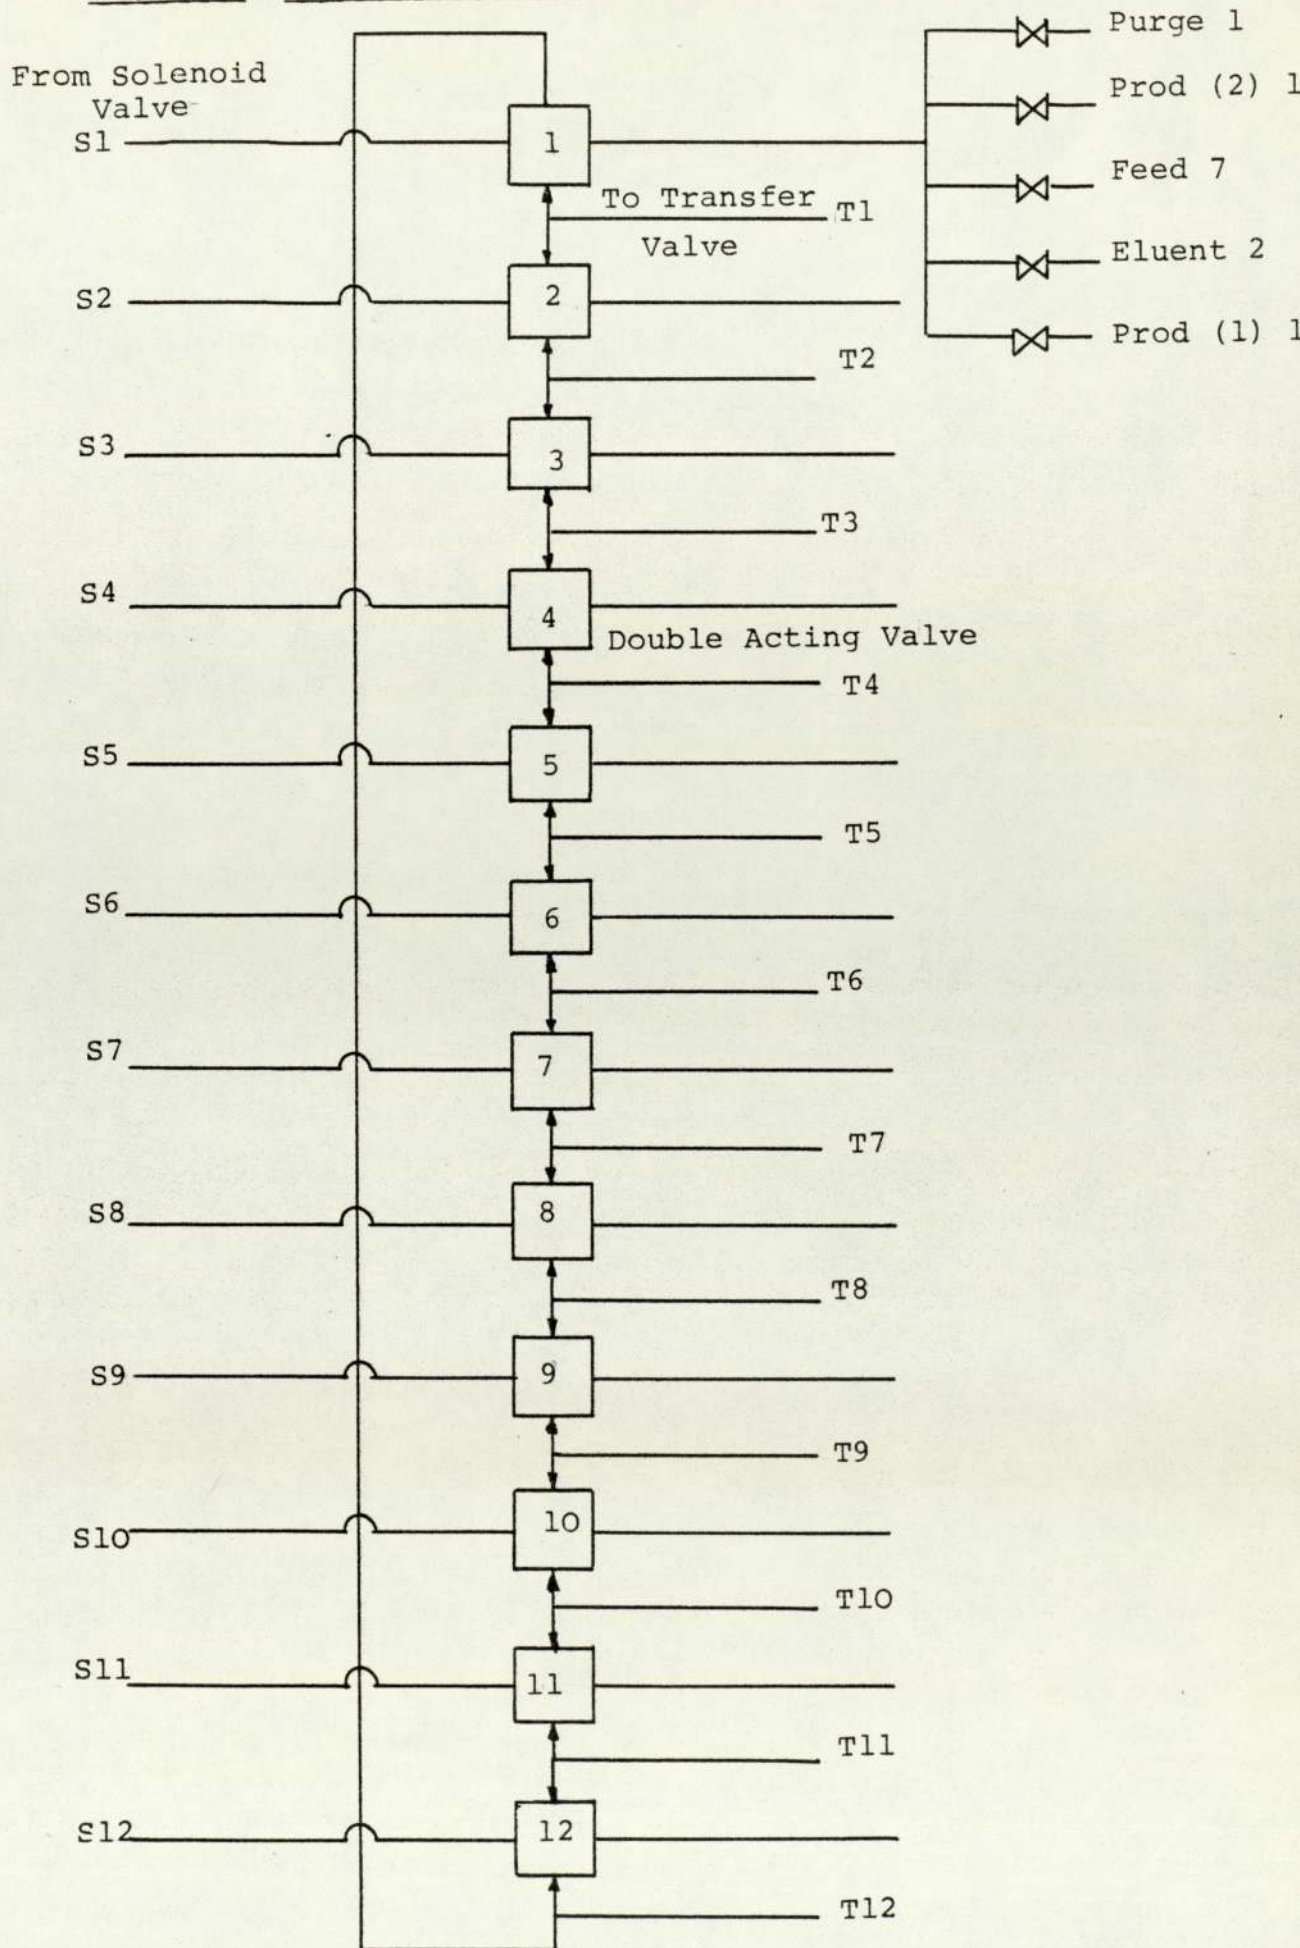 Purge 1
From Solenoid
Valve
Prod (2) 1
S1
1
Feed 7
To Transfer
T1
Valve
Eluent 2
S2
2
Prod (1) 1
T2
S3
3
T3
S4
4
Double Acting Valve
T4
S5
5
T5
S6
6
T6
S7
7
T7
S8
8
T8
S9
9
T9
S10
10
T10
S11
11
T11
S12
12
T12